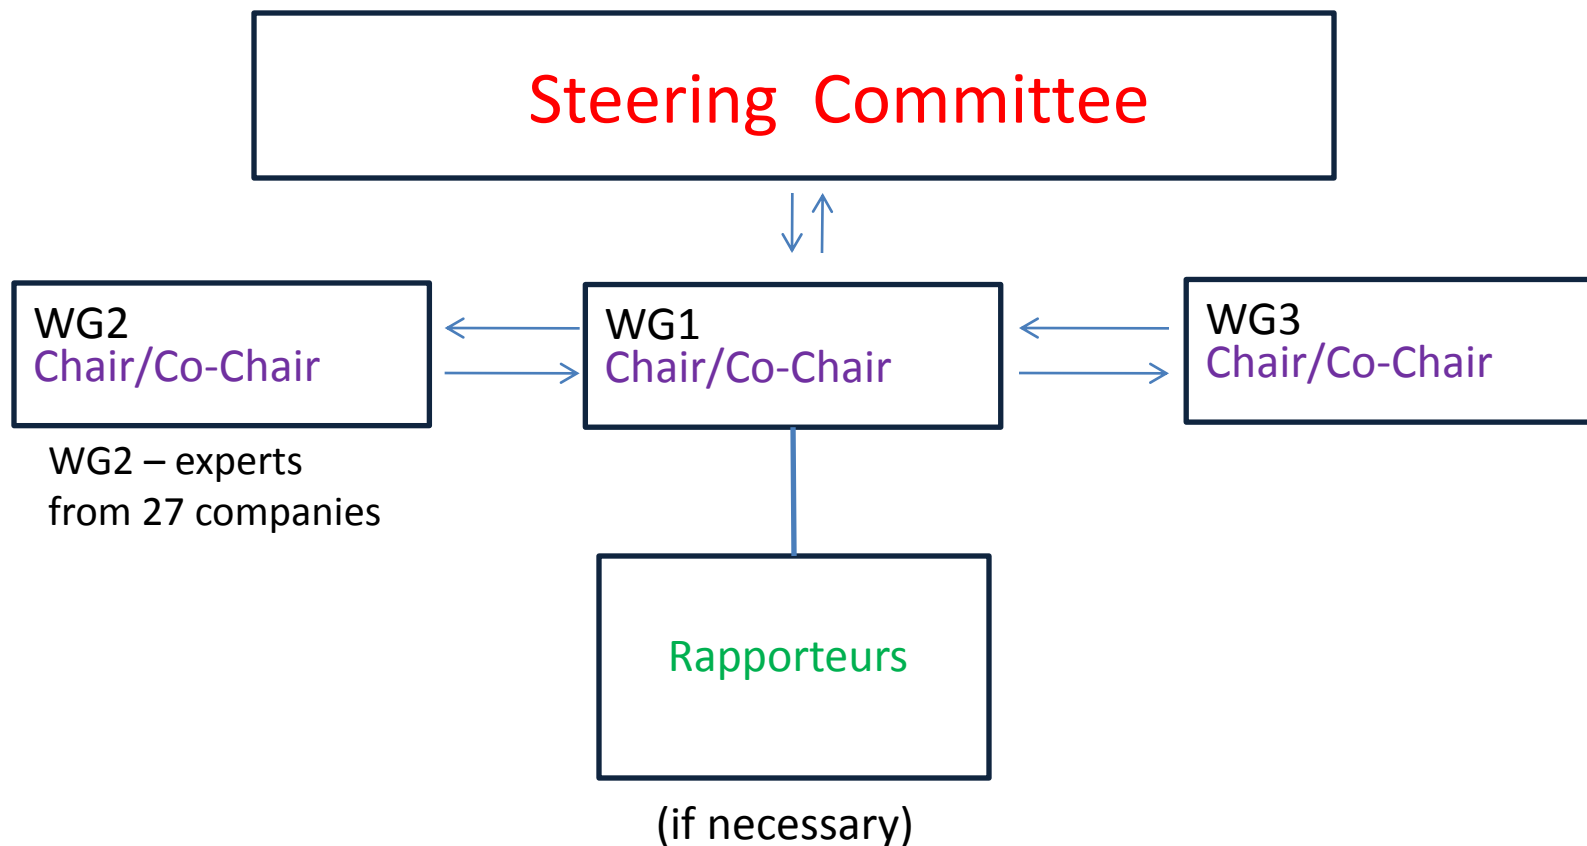 Steering Committee
WG2
Chair/Co-Chair
WG1
Chair/Co-Chair
WG3
Chair/Co-Chair
WG2 – experts
from 27 companies
Rapporteurs
(if necessary)